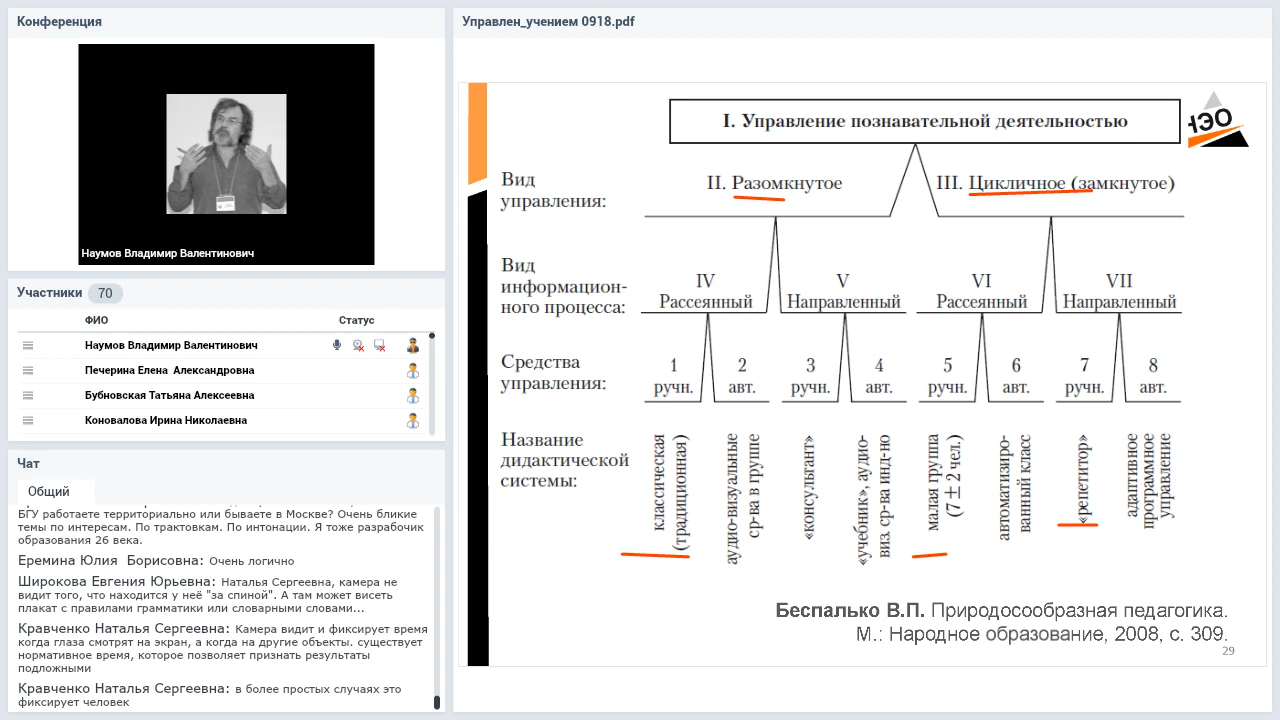 Конференция
Наумов Владимир Валентинович
Участники 70
ФИО Статус
Наумов Владимир Валентинович
Печерина Елена Александровна
Бубновская Татьяна Алексеевна
Коновалова Ирина Николаевна
Чат
Общий
БГУ работаете территориально или бываете в Москве? Очень бликие
темы по интересам. По трактовкам. По интонации. Я тоже разрабочик
образования 26 века.
Еремина Юлия Борисовна: Очень логично
Широкова Евгения Юрьевна: Наталья Сергеевна, камера не
видит того, что находится у неё "за спиной". А там может висеть
плакат с правилами грамматики или словарными словами...
Кравченко Наталья Сергеевна: Камера видит и фиксирует время
когда глаза смотрят на экран, а когда на другие объекты. существует
нормативное время, которое позволяет признать результаты
подложными
Кравченко Наталья Сергеевна: в более простых случаях это
фиксирует человек
Управлен_учением 0918.pdf
I. Управление познавательной деятельностью
НЭО
Вид
управления:
II. Разомкнутое
III. Цикличное (замкнутое)
Вид
информацион-
ного процесса:
IV
Рассеянный
V
Направленный
VI
Рассеянный
VII
Направленный
Средства
управления:
1
ручн.
2
авт.
3
ручн.
4
авт.
5
ручн.
6
авт.
7
ручн.
8
авт.
Название
дидактической
системы:
классическая
(традиционная)
аудио-визуальные
ср-ва в группе
«консультант»
«учебник», аудио-
виз. ср-ва инд-но
малая группа
(7 ± 2 чел.)
автоматизиро-
ванный класс
«репетитор»
адаптивное
программное
управление
Беспалько В.П. Природосообразная педагогика.
М.: Народное образование, 2008, с. 309.
29